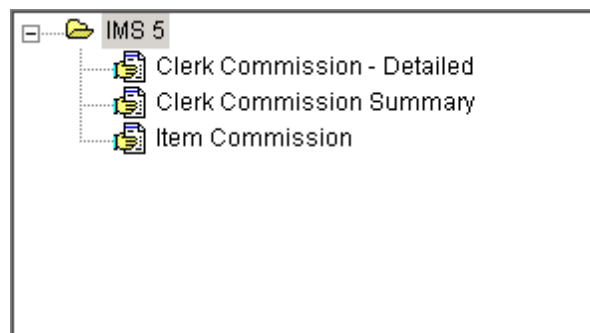 IMS 5
Clerk Commission - Detailed
Clerk Commission Summary
Item Commission